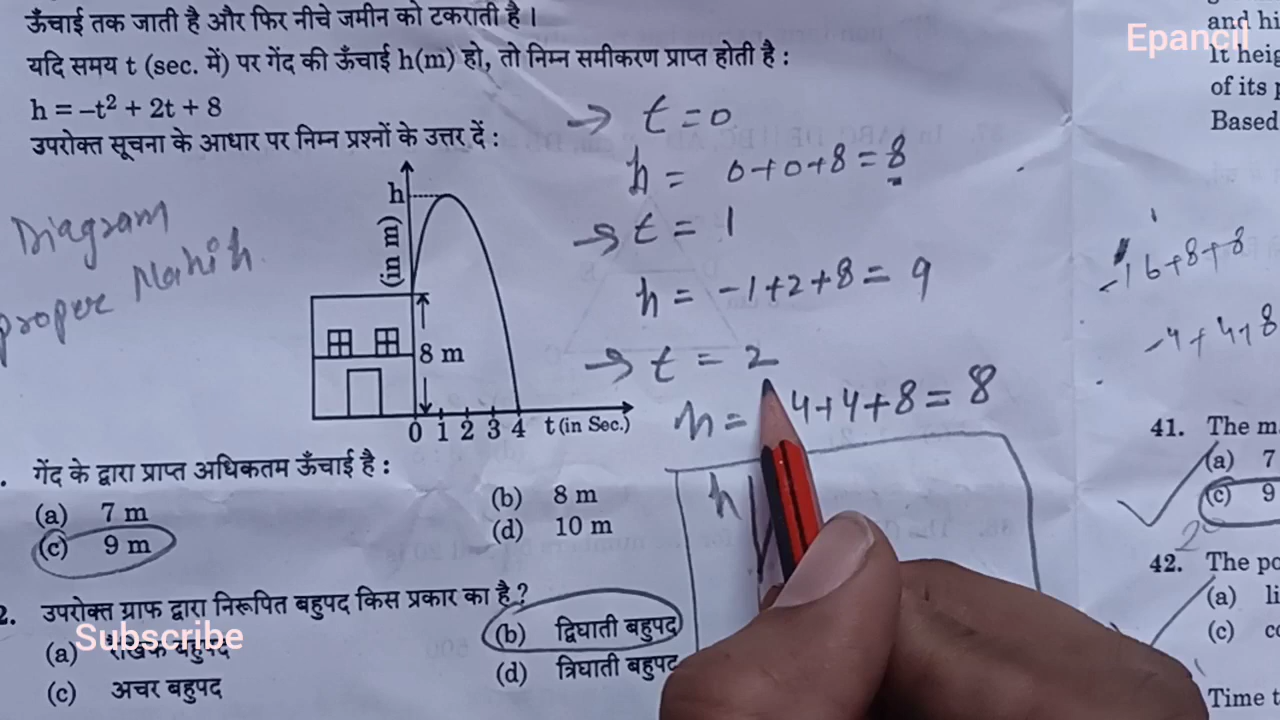 ऊँचाई तक जाती है और फिर नीचे जमीन को टकराती है ।
यदि समय t (sec. में) पर गेंद की ऊँचाई h(m) हो, तो निम्न समीकरण प्राप्त होती है :
h = –t² + 2t + 8
उपरोक्त सूचना के आधार पर निम्न प्रश्नों के उत्तर दें :
h
(in m)
8 m
0 1 2 3 4 t (in Sec.)
Diagram
proper Nahi h.
→ t = 0
h = 0+0+8 = 8
→ t = 1
h = -1+2+8 = 9
→ t = 2
h = 4+4+8 = 8
h
गेंद के द्वारा प्राप्त अधिकतम ऊँचाई है :
(a) 7 m
(b) 8 m
(c) 9 m
(d) 10 m
2. उपरोक्त ग्राफ द्वारा निरूपित बहुपद किस प्रकार का है ?
(a) रैखिक बहुपद
(b) द्विघाती बहुपद
(c) अचर बहुपद
(d) त्रिघाती बहुपद
Subscribe
Epancil
and hi
It heig
of its p
Based
-16+8+8
-4+4+8
41. The m
(a) 7
(c) 9
42. The po
(a) li
(c) co
Time t